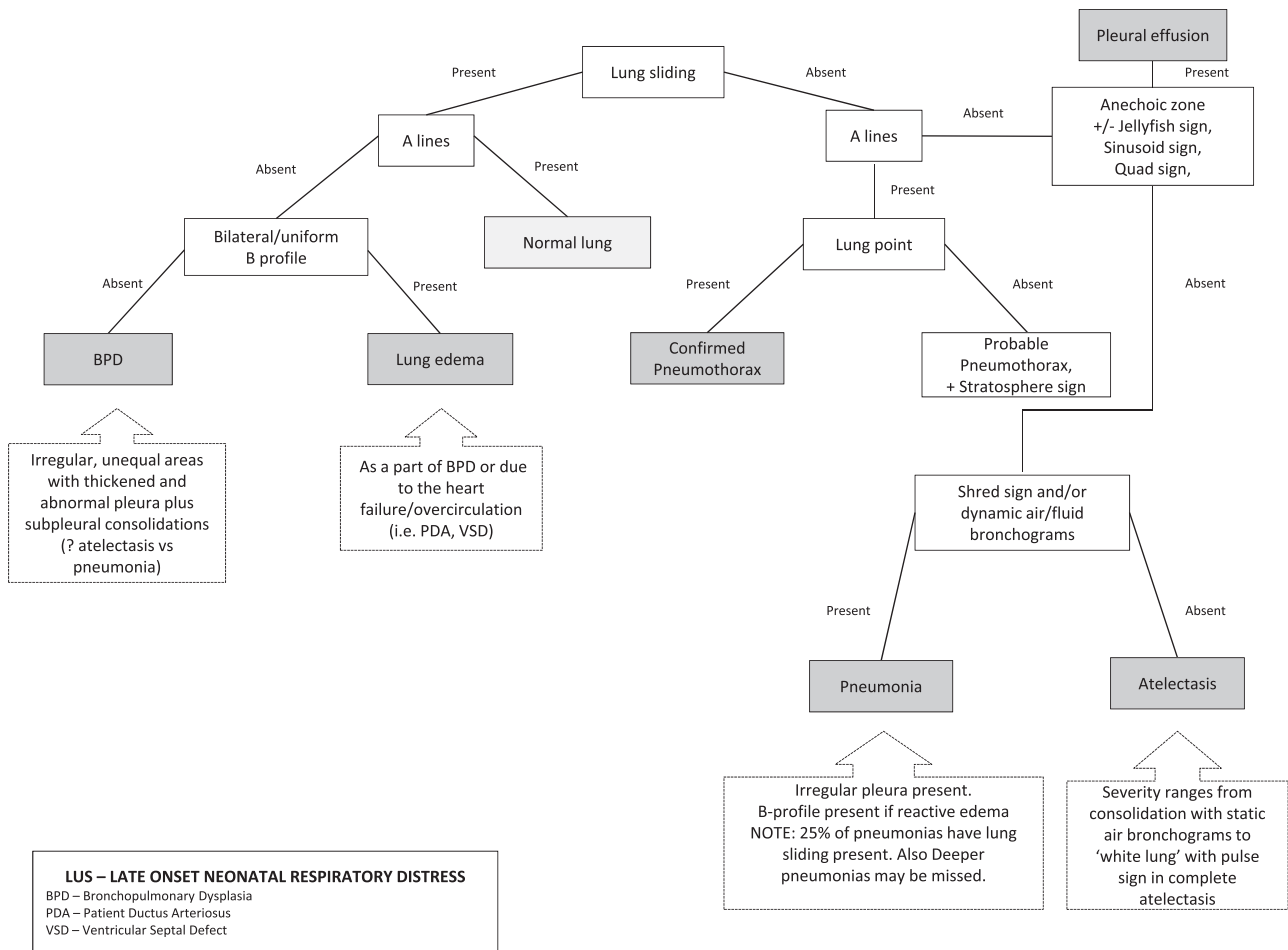 Pleural effusion
Present
Lung sliding
Present
Absent
Anechoic zone
+/- Jellyfish sign,
Sinusoid sign,
Quad sign,
A lines
A lines
Absent
Absent
Present
Present
Bilateral/uniform
B profile
Normal lung
Lung point
Absent
Present
Present
Absent
Absent
BPD
Lung edema
Confirmed
Pneumothorax
Probable
Pneumothorax,
+ Stratosphere sign
Irregular, unequal areas
with thickened and
abnormal pleura plus
subpleural consolidations
(? atelectasis vs
pneumonia)
As a part of BPD or due
to the heart
failure/overcirculation
(i.e. PDA, VSD)
Shred sign and/or
dynamic air/fluid
bronchograms
Present
Absent
Pneumonia
Atelectasis
Irregular pleura present.
B-profile present if reactive edema
NOTE: 25% of pneumonias have lung
sliding present. Also Deeper
pneumonias may be missed.
Severity ranges from
consolidation with static
air bronchograms to
‘white lung’ with pulse
sign in complete
atelectasis
LUS – LATE ONSET NEONATAL RESPIRATORY DISTRESS
BPD – Bronchopulmonary Dysplasia
PDA – Patient Ductus Arteriosus
VSD – Ventricular Septal Defect